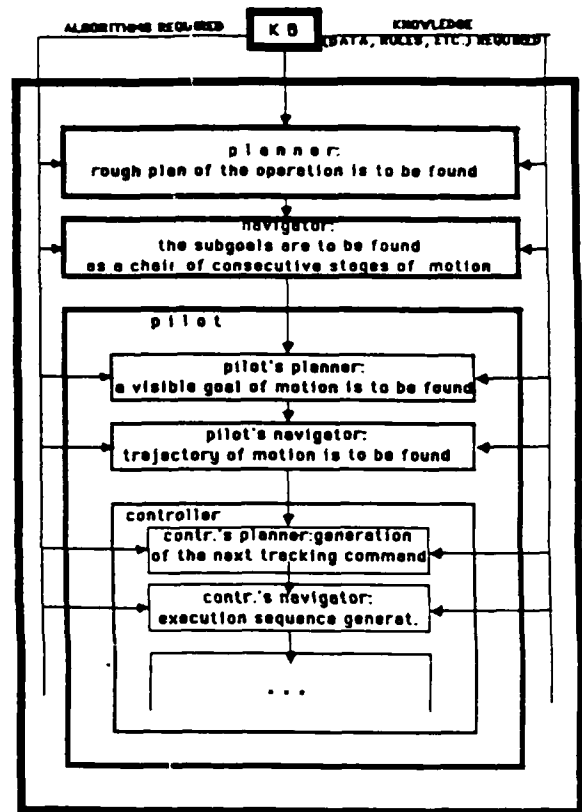 ALGORITHMS REQUIRED
K B
KNOWLEDGE
(DATA, RULES, ETC.) REQUIRED
planner:
rough plan of the operation is to be found
navigator:
the subgoals are to be found
as a chair of consecutive stages of motion
pilot
pilot's planner:
a visible goal of motion is to be found
pilot's navigator:
trajectory of motion is to be found
controller
contr.'s planner:generation
of the next tracking command
contr.'s navigator:
execution sequence generat.
...